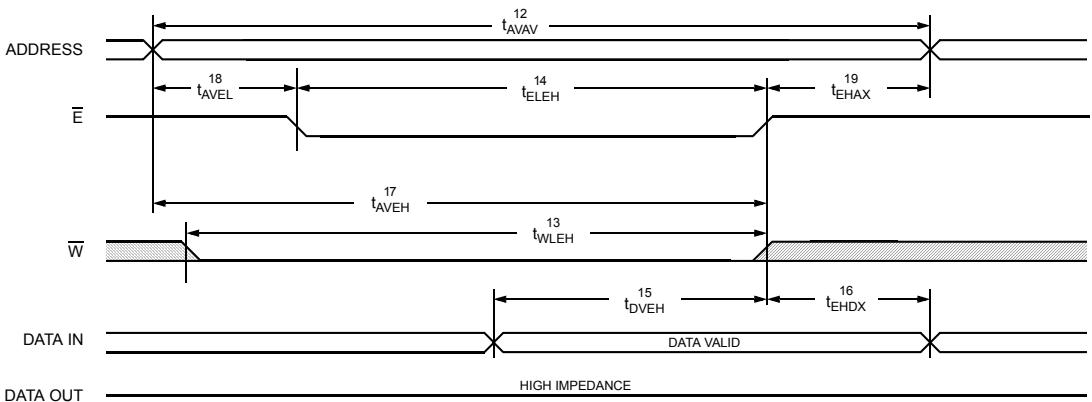 12
tAVAV
ADDRESS
18
tAVEL
14
tELEH
19
tEHAX
E
17
tAVEH
13
tWLEH
W
15
tDVEH
16
tEHDX
DATA IN
DATA VALID
DATA OUT
HIGH IMPEDANCE